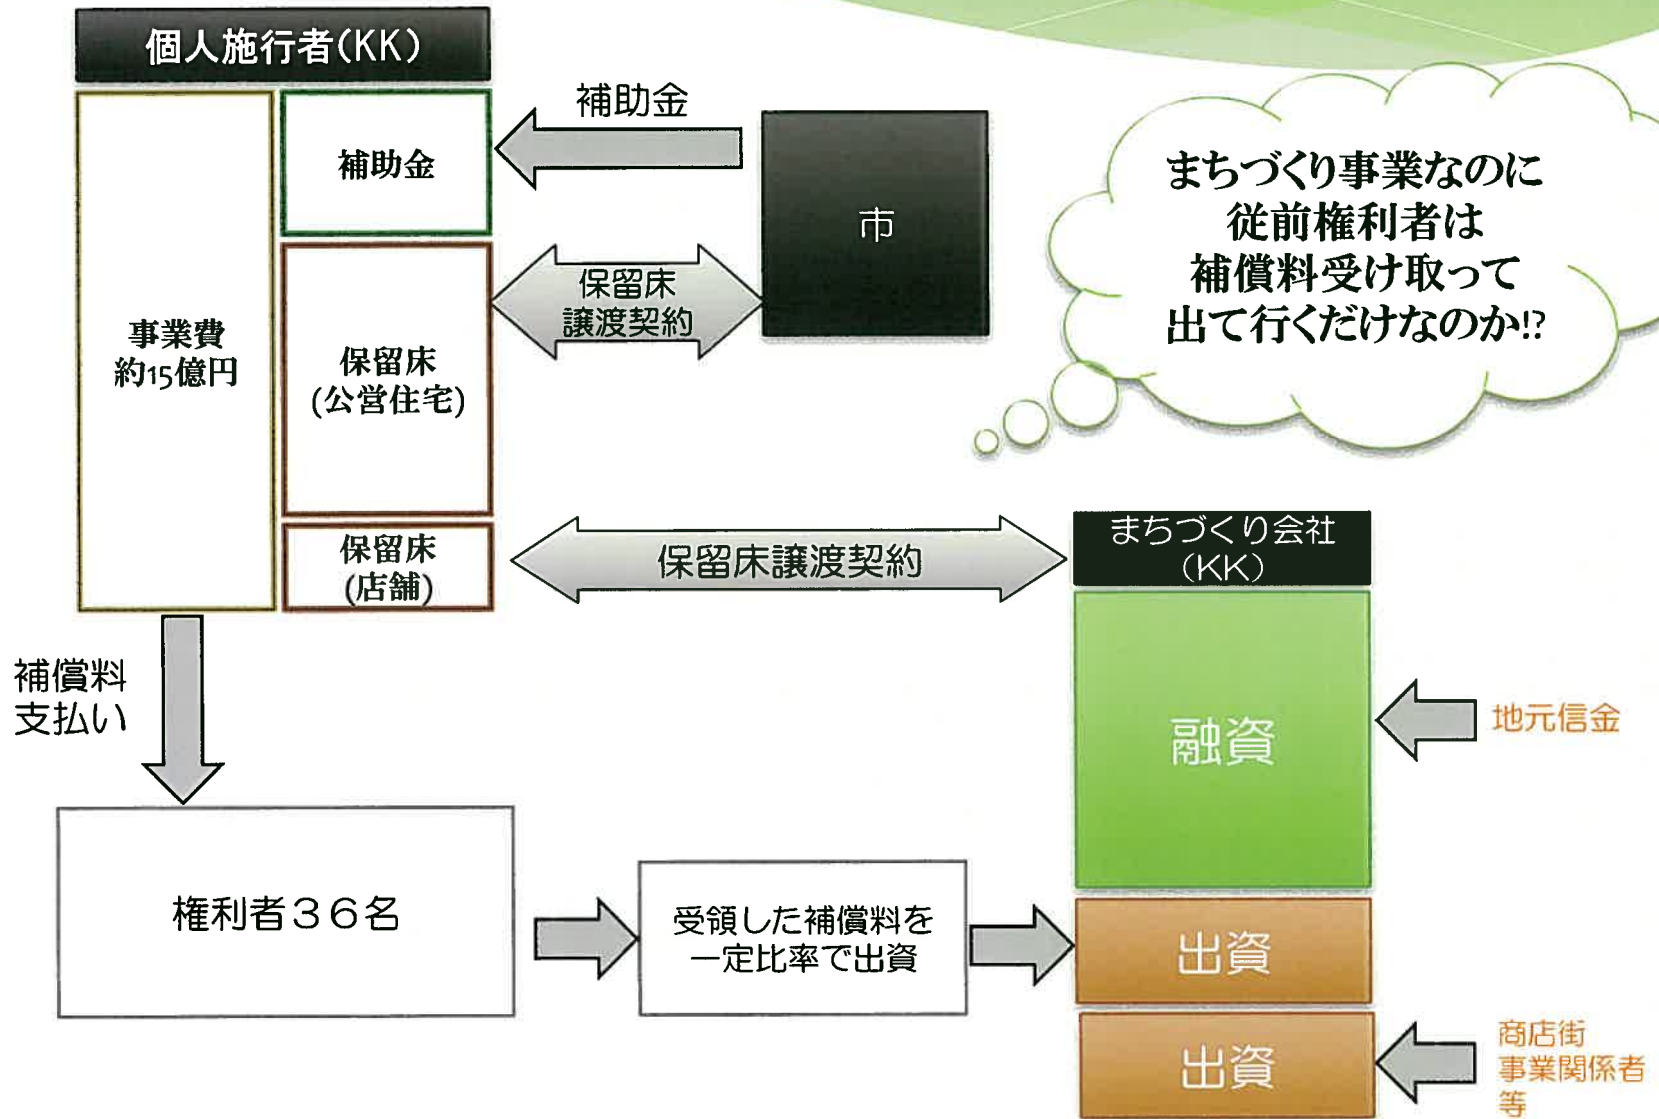 個人施行者(KK)
事業費
約15億円
補助金
保留床
(公営住宅)
保留床
(店舗)
補助金
保留床
譲渡契約
市
まちづくり事業なのに
従前権利者は
補償料受け取って
出て行くだけなのか!?
保留床譲渡契約
まちづくり会社
(KK)
融資
地元信金
補償料
支払い
権利者36名
受領した補償料を
一定比率で出資
出資
出資
商店街
事業関係者
等